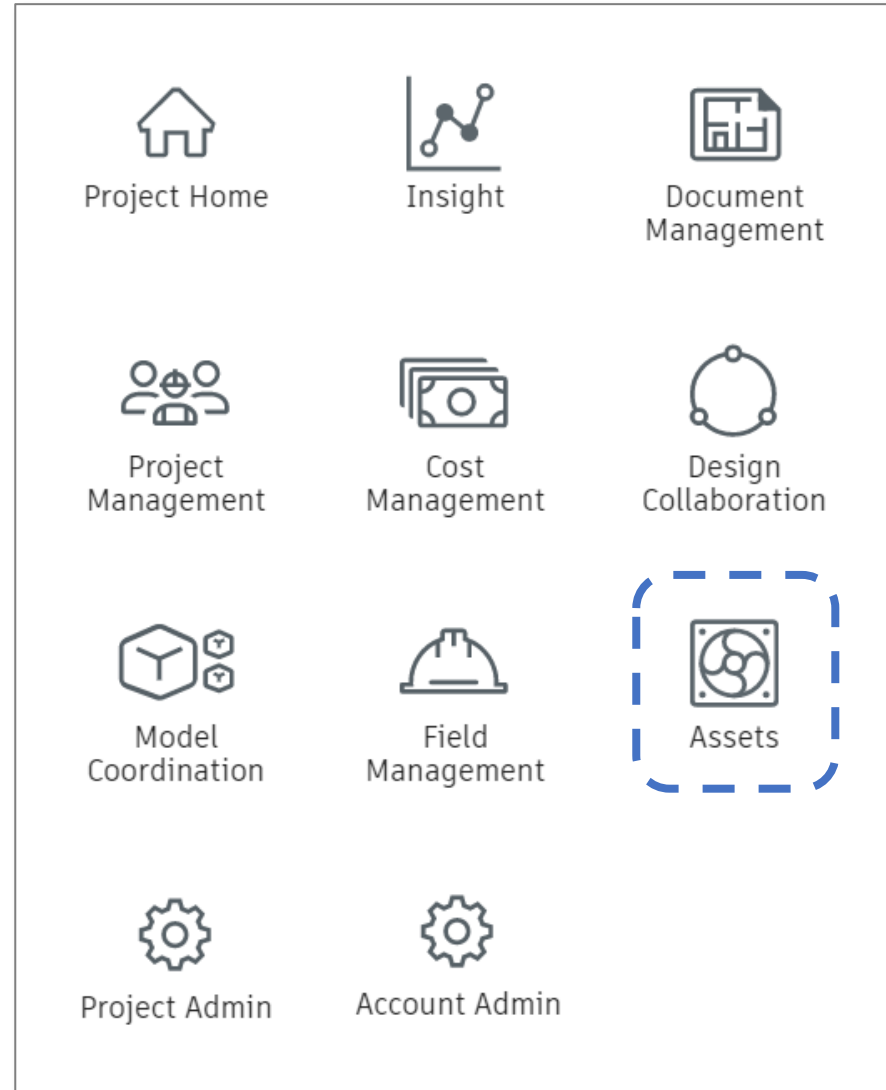 Project Home
Insight
Document
Management
Project
Management
Cost
Management
Design
Collaboration
Model
Coordination
Field
Management
Assets
Project Admin
Account Admin